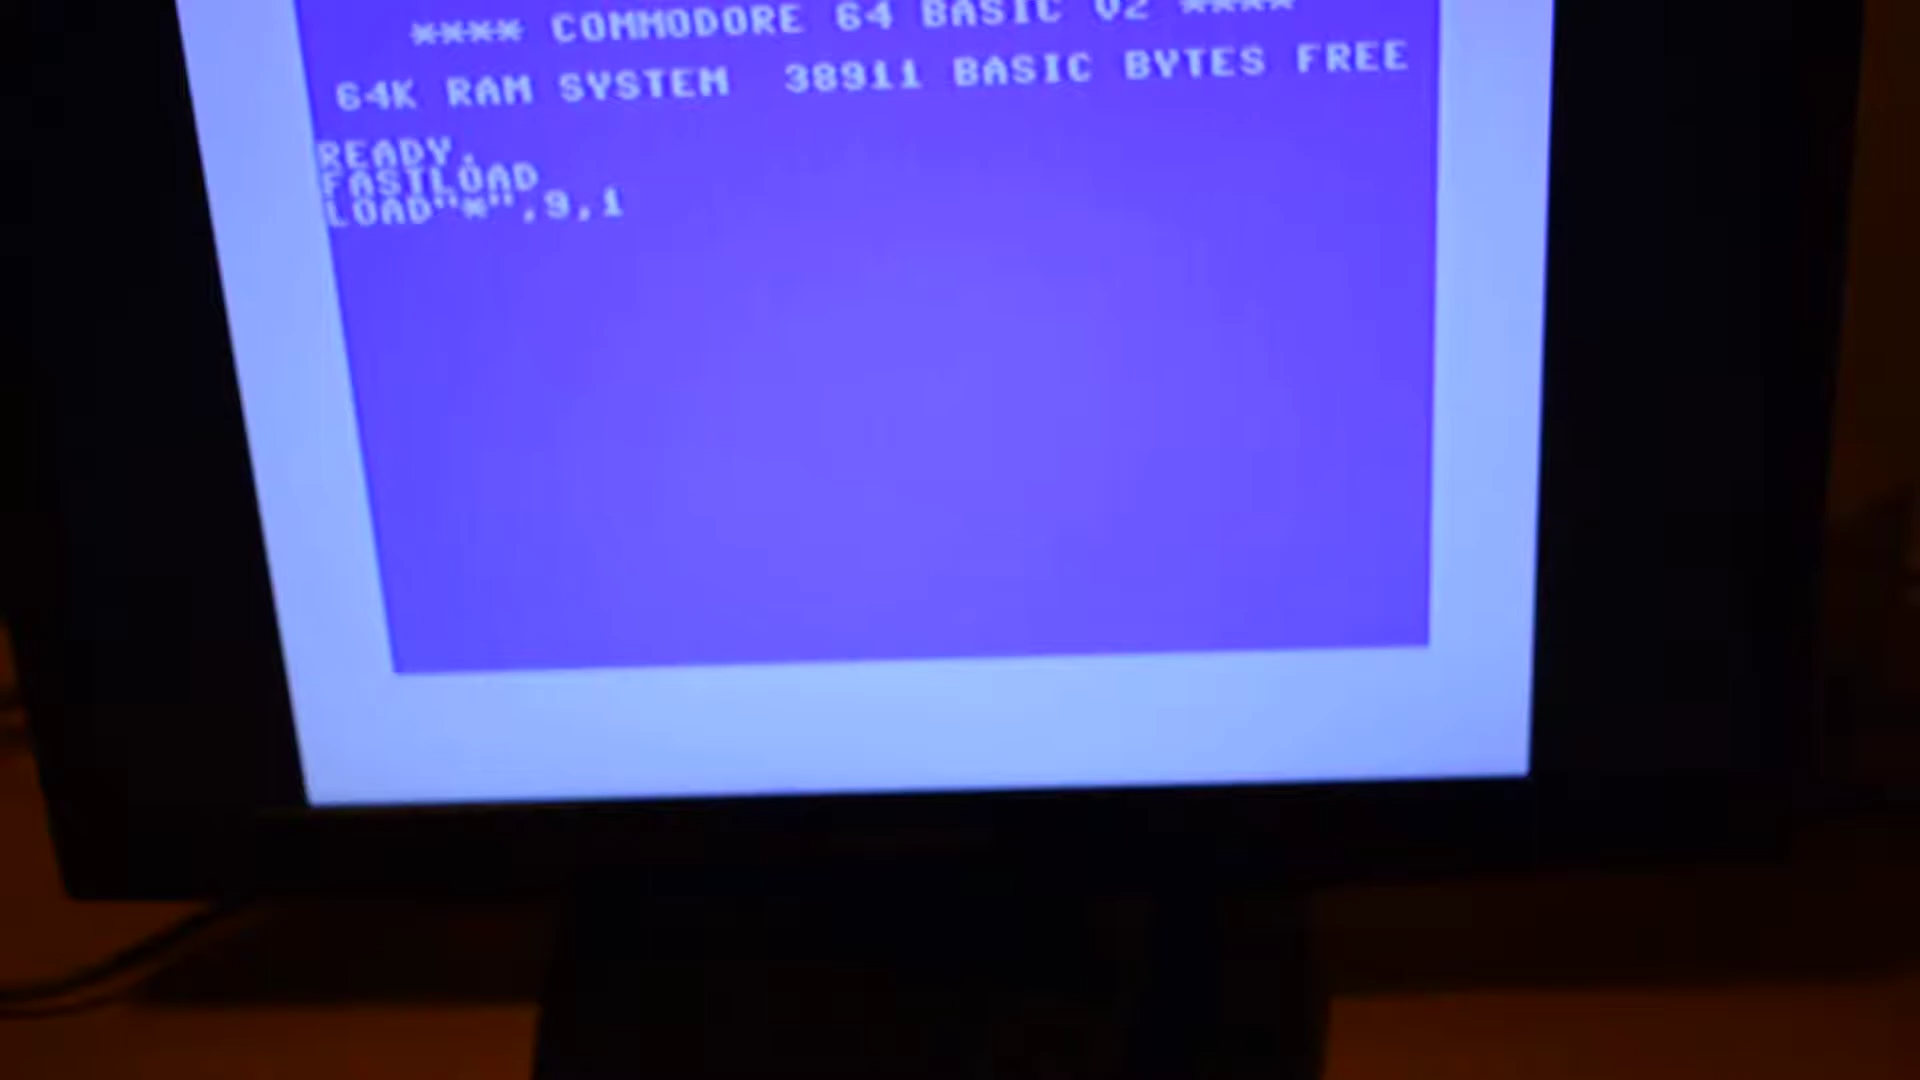 **** COMMODORE 64 BASIC V2 ****
64K RAM SYSTEM 38911 BASIC BYTES FREE
READY.
FASTLOAD
LOAD"*",9,1